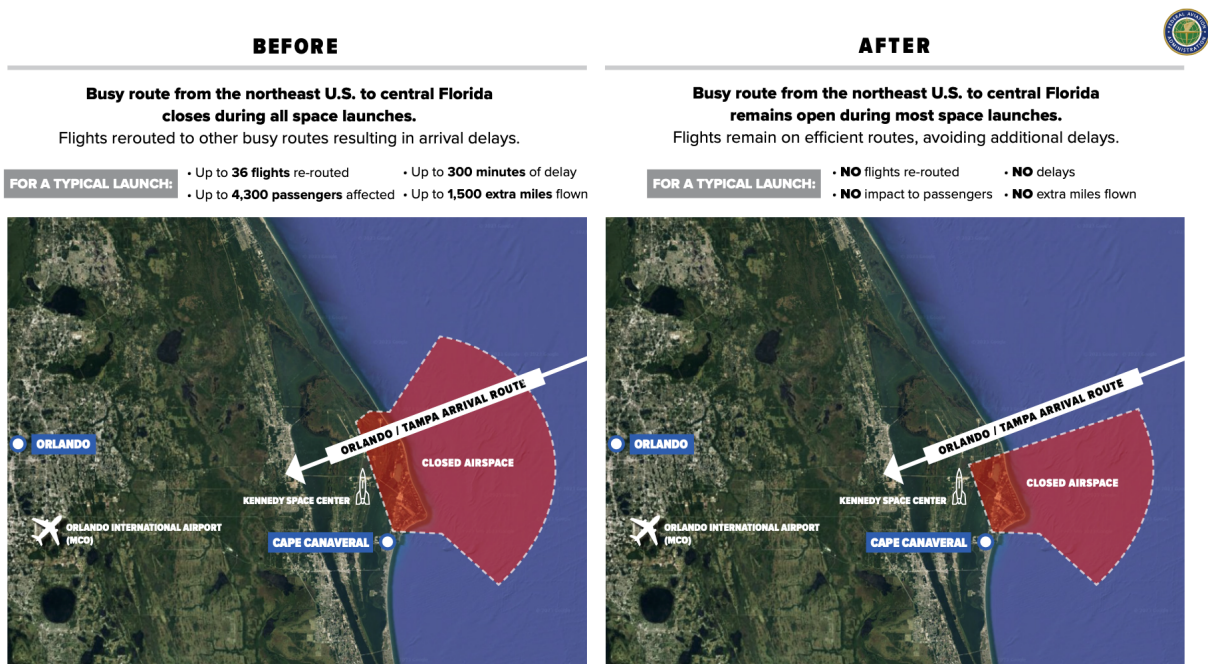 BEFORE
Busy route from the northeast U.S. to central Florida
closes during all space launches.
Flights rerouted to other busy routes resulting in arrival delays.
FOR A TYPICAL LAUNCH:
• Up to 36 flights re-routed
• Up to 300 minutes of delay
• Up to 4,300 passengers affected
• Up to 1,500 extra miles flown
ORLANDO / TAMPA ARRIVAL ROUTE
ORLANDO
CLOSED AIRSPACE
KENNEDY SPACE CENTER
ORLANDO INTERNATIONAL AIRPORT
(MCO)
CAPE CANAVERAL
AFTER
FEDERAL AVIATION
ADMINISTRATION
Busy route from the northeast U.S. to central Florida
remains open during most space launches.
Flights remain on efficient routes, avoiding additional delays.
FOR A TYPICAL LAUNCH:
• NO flights re-routed
• NO delays
• NO impact to passengers
• NO extra miles flown
ORLANDO / TAMPA ARRIVAL ROUTE
ORLANDO
CLOSED AIRSPACE
KENNEDY SPACE CENTER
ORLANDO INTERNATIONAL AIRPORT
(MCO)
CAPE CANAVERAL